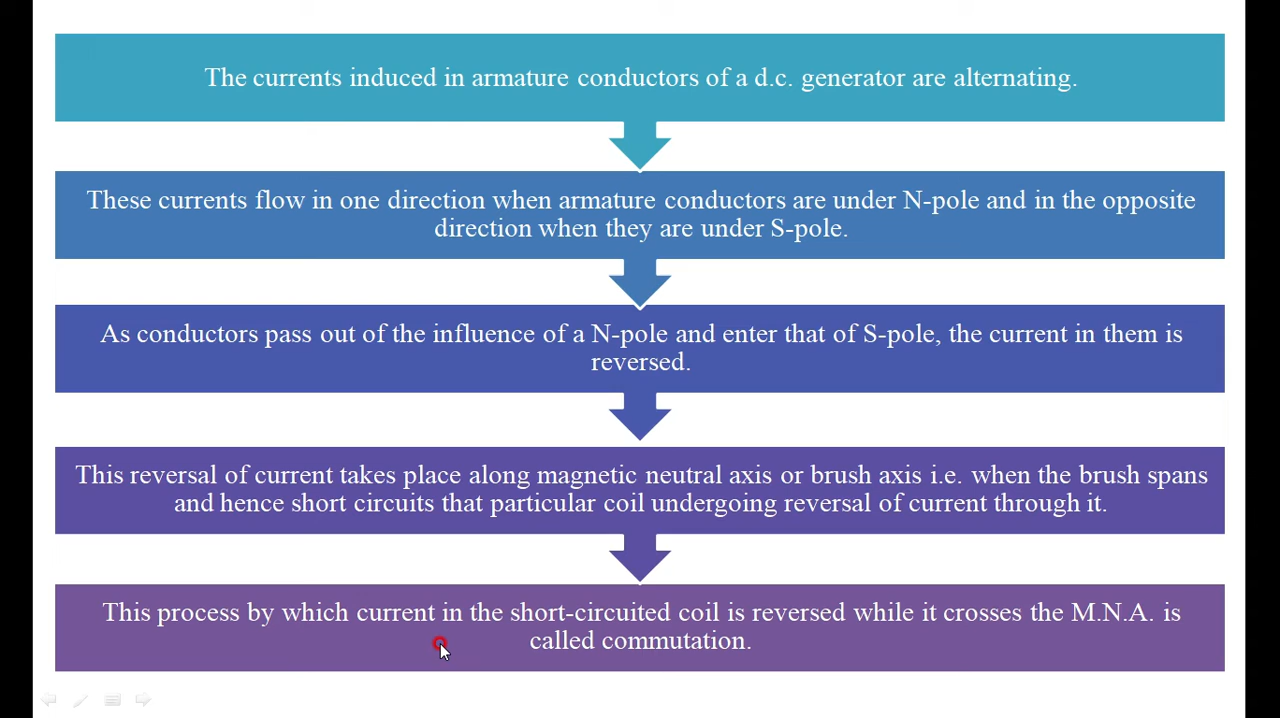 The currents induced in armature conductors of a d.c. generator are alternating.
These currents flow in one direction when armature conductors are under N-pole and in the opposite
direction when they are under S-pole.
As conductors pass out of the influence of a N-pole and enter that of S-pole, the current in them is
reversed.
This reversal of current takes place along magnetic neutral axis or brush axis i.e. when the brush spans
and hence short circuits that particular coil undergoing reversal of current through it.
This process by which current in the short-circuited coil is reversed while it crosses the M.N.A. is
called commutation.